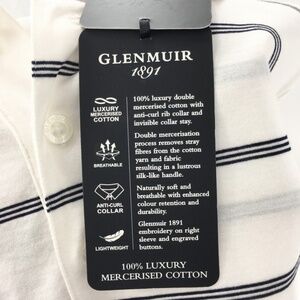 GLENMUIR
1891
LUXURY
MERCERISED
COTTON
100% luxury double
mercerised cotton with
anti-curl rib collar and
invisible collar stay.
BREATHABLE
Double mercerisation
process removes stray
fibres from the cotton
yarn and fabric
resulting in a lustrous
silk-like handle.
ANTI-CURL
COLLAR
Naturally soft and
breathable with enhanced
colour retention and
durability.
LIGHTWEIGHT
Glenmuir 1891
embroidery on right
sleeve and engraved
buttons.
100% LUXURY
MERCERISED COTTON